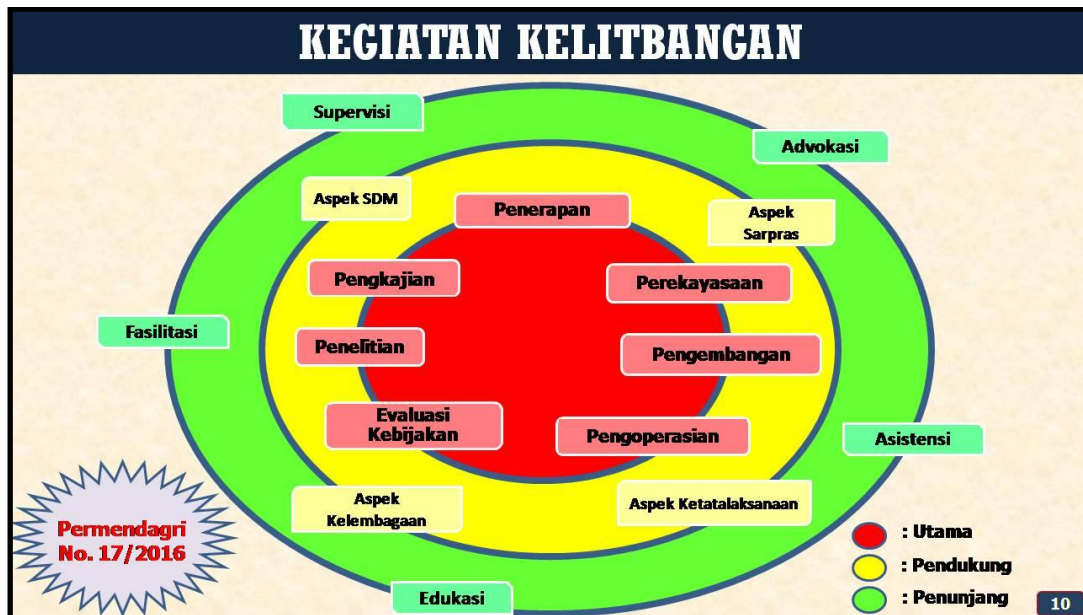 KEGIATAN KELITBANGAN
Supervisi
Advokasi
Aspek SDM
Penerapan
Aspek
Sarpras
Pengkajian
Perekayasaan
Fasilitasi
Penelitian
Pengembangan
Evaluasi
Kebijakan
Pengoperasian
Asistensi
Aspek
Kelembagaan
Aspek Ketatalaksanaan
Permendagri
No. 17/2016
Edukasi
: Utama
: Pendukung
: Penunjang
10